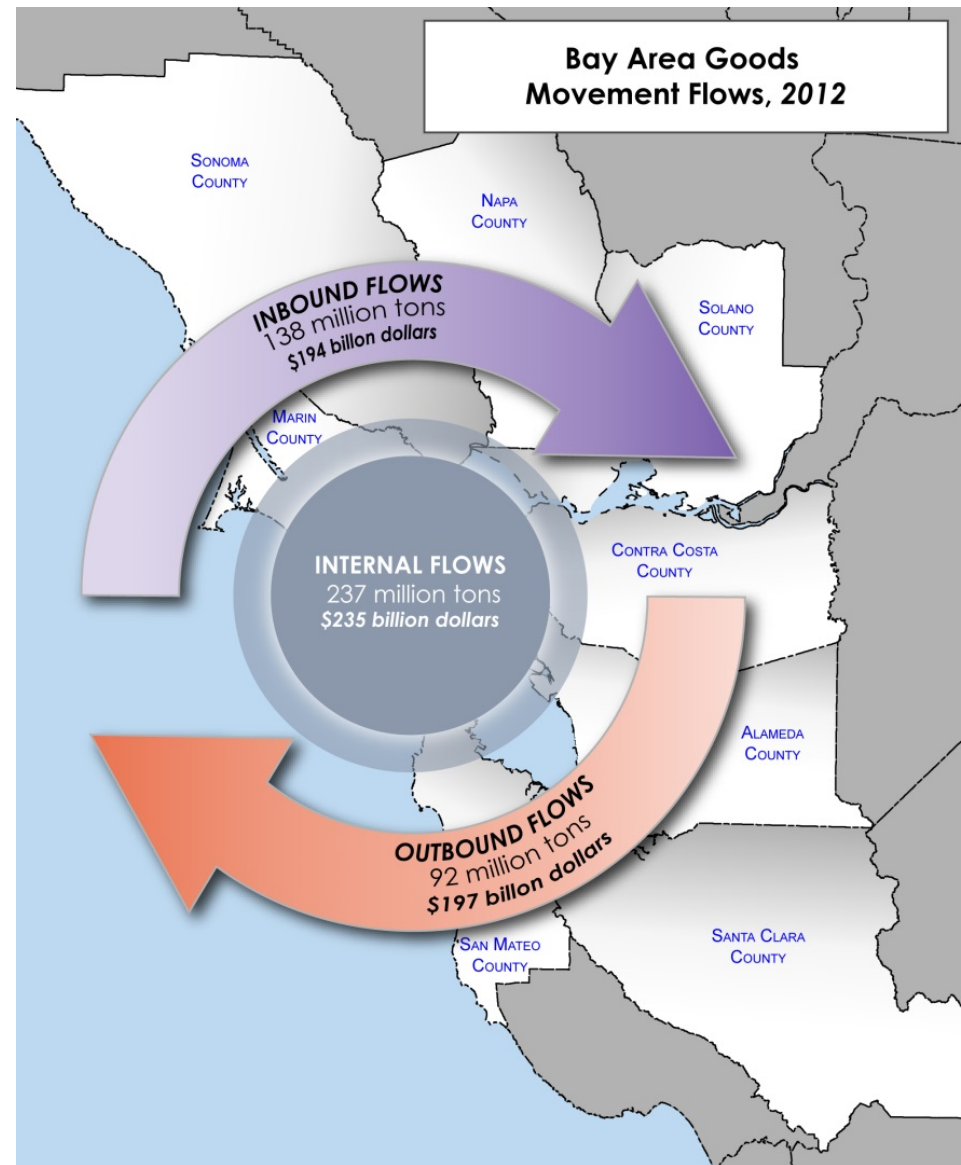 Bay Area Goods
Movement Flows, 2012
SONOMA
COUNTY
NAPA
COUNTY
SOLANO
COUNTY
INBOUND FLOWS
138 million tons
$194 billon dollars
MARIN
COUNTY
CONTRA COSTA
COUNTY
INTERNAL FLOWS
237 million tons
$235 billion dollars
ALAMEDA
COUNTY
OUTBOUND FLOWS
92 million tons
$197 billon dollars
SAN MATEO
COUNTY
SANTA CLARA
COUNTY